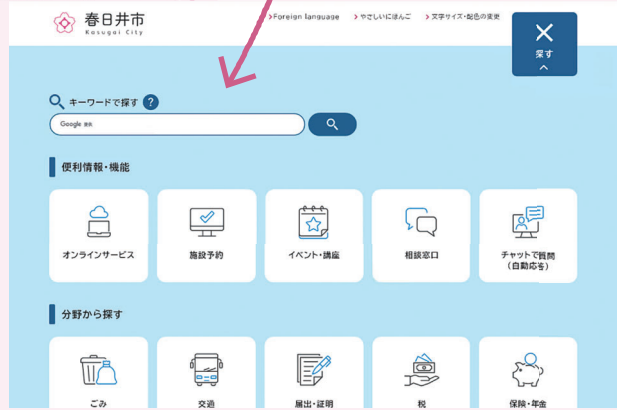 春日井市
Kasugai City
>Foreign language >やさしいにほんご >文字サイズ・配色の変更
探す
キーワードで探す ?
Google 検索
便利情報・機能
オンラインサービス
施設予約
イベント・講座
相談窓口
チャットで質問
(自動応答)
分野から探す
ごみ
交通
届出・証明
税
保険・年金